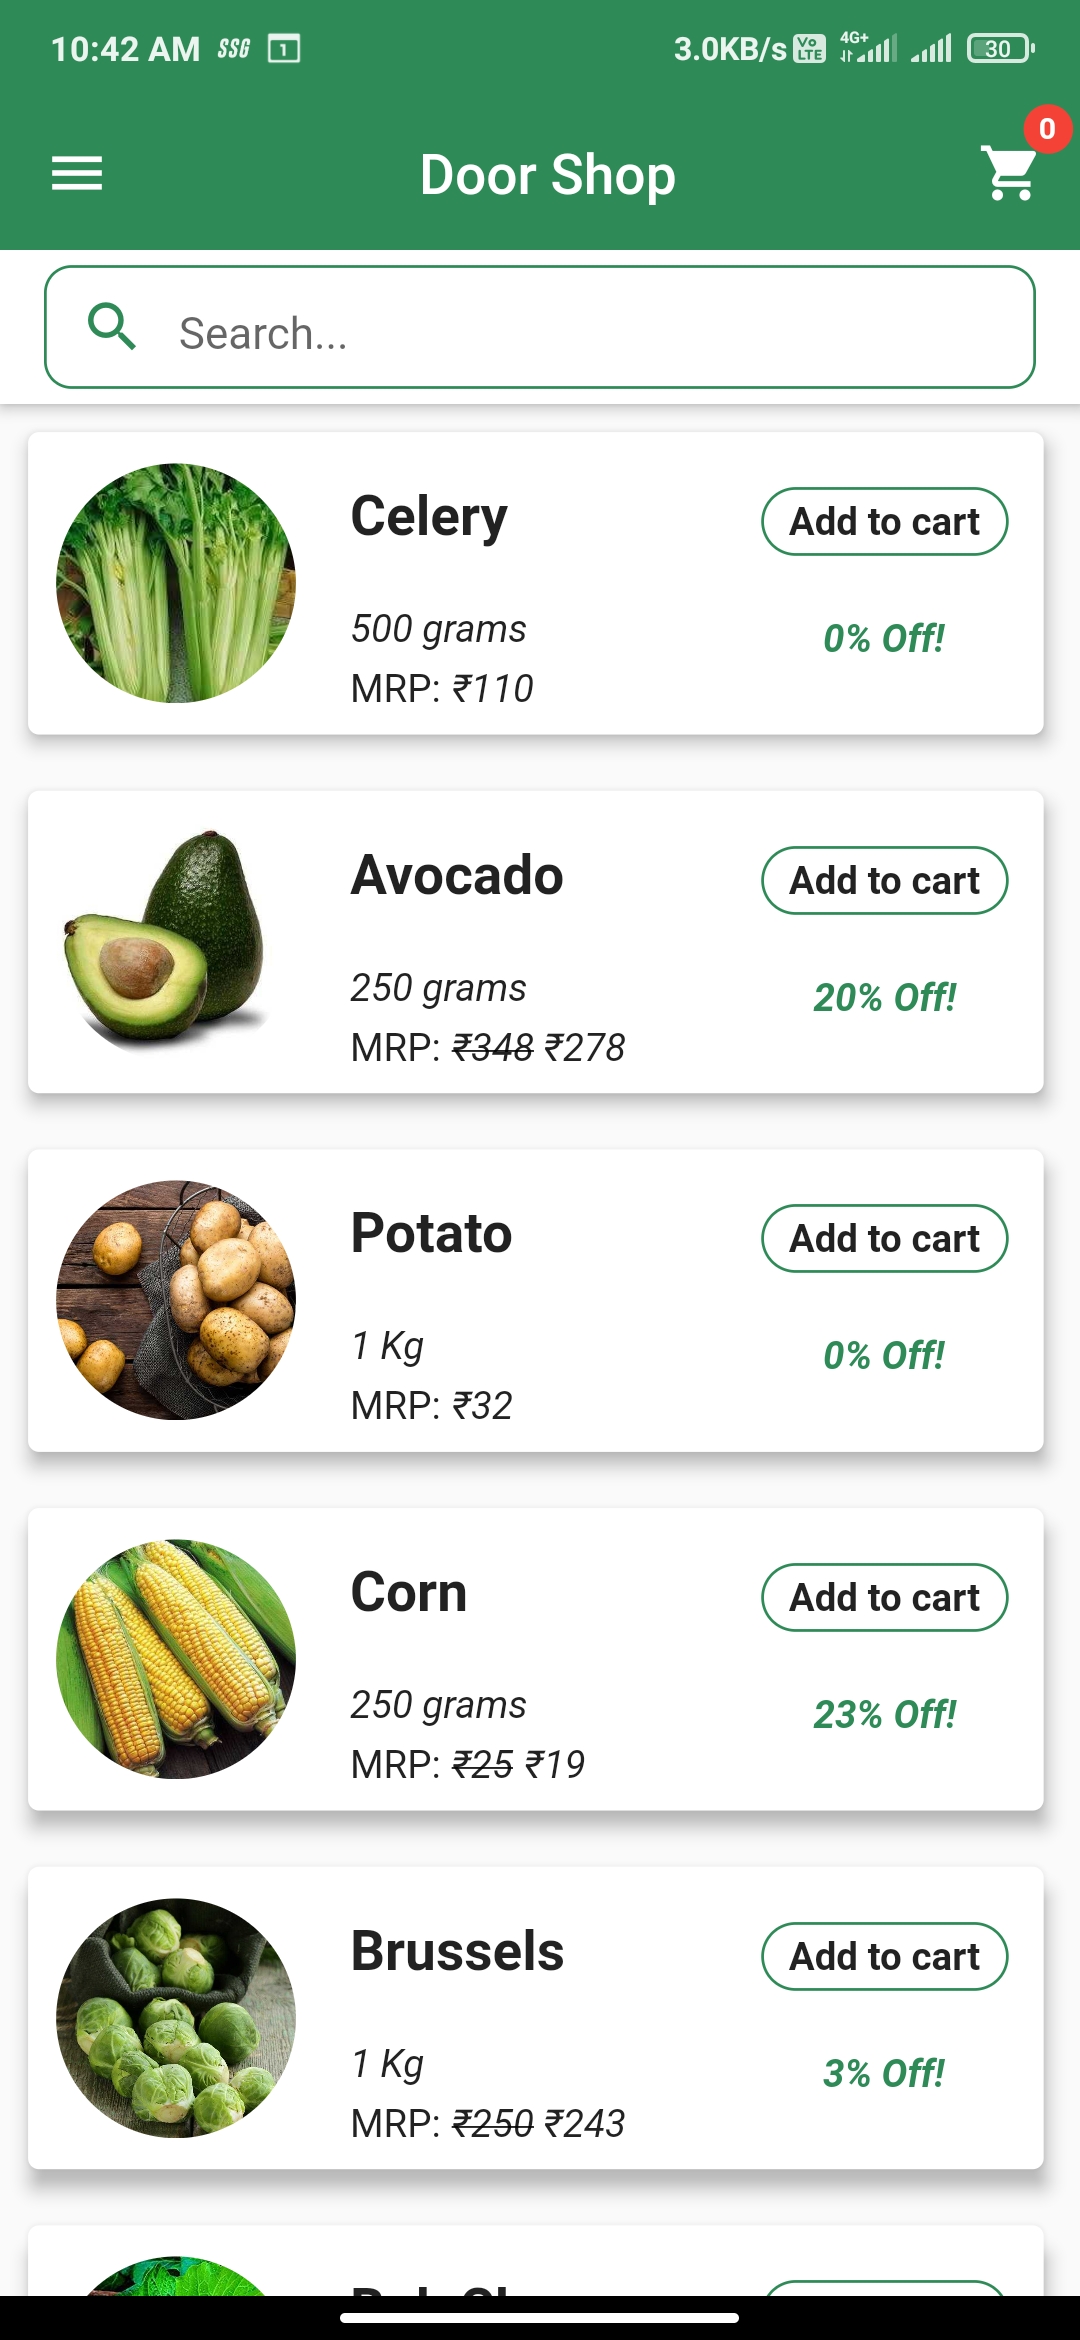 10:42 AM SSG 1 3.0KB/s Vo LTE 4G+ 30
0
Door Shop
Search...
Celery
Add to cart
500 grams
0% Off!
MRP: ₹110
Avocado
Add to cart
250 grams
20% Off!
MRP: ₹348 ₹278
Potato
Add to cart
1 Kg
0% Off!
MRP: ₹32
Corn
Add to cart
250 grams
23% Off!
MRP: ₹25 ₹19
Brussels
Add to cart
1 Kg
3% Off!
MRP: ₹250 ₹243